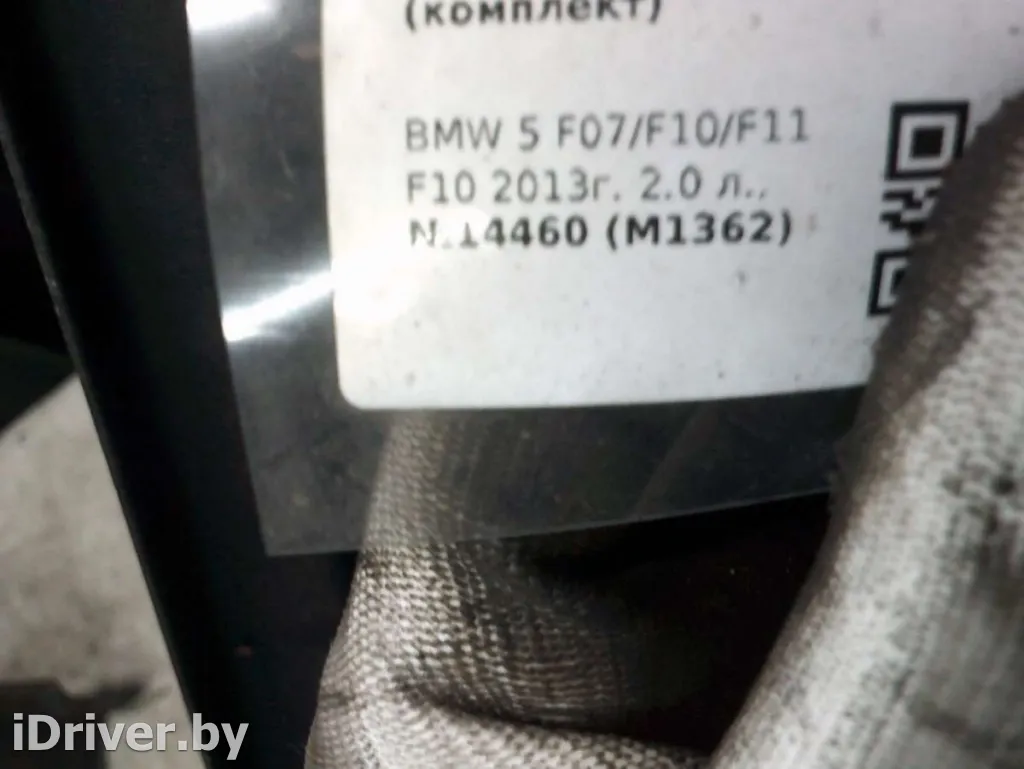 (комплект)
BMW 5 F07/F10/F11
F10 2013г. 2.0 л..
N.14460 (M1362)
iDriver.by